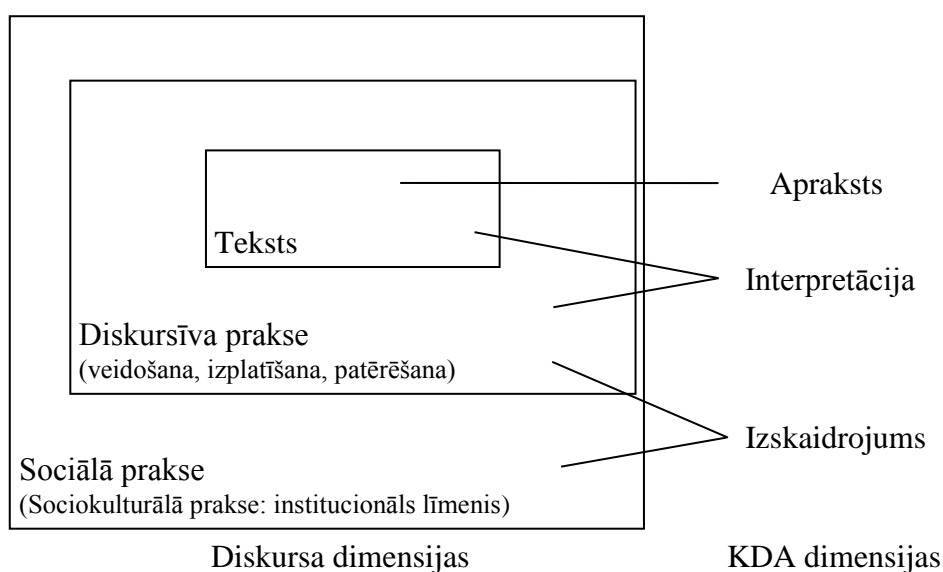 Apraksts
Teksts
Interpretācija
Diskursīva prakse
(veidošana, izplatīšana, patērēšana)
Izskaidrojums
Sociālā prakse
(Sociokulturālā prakse: institucionāls līmenis)
Diskursa dimensijas KDA dimensijas